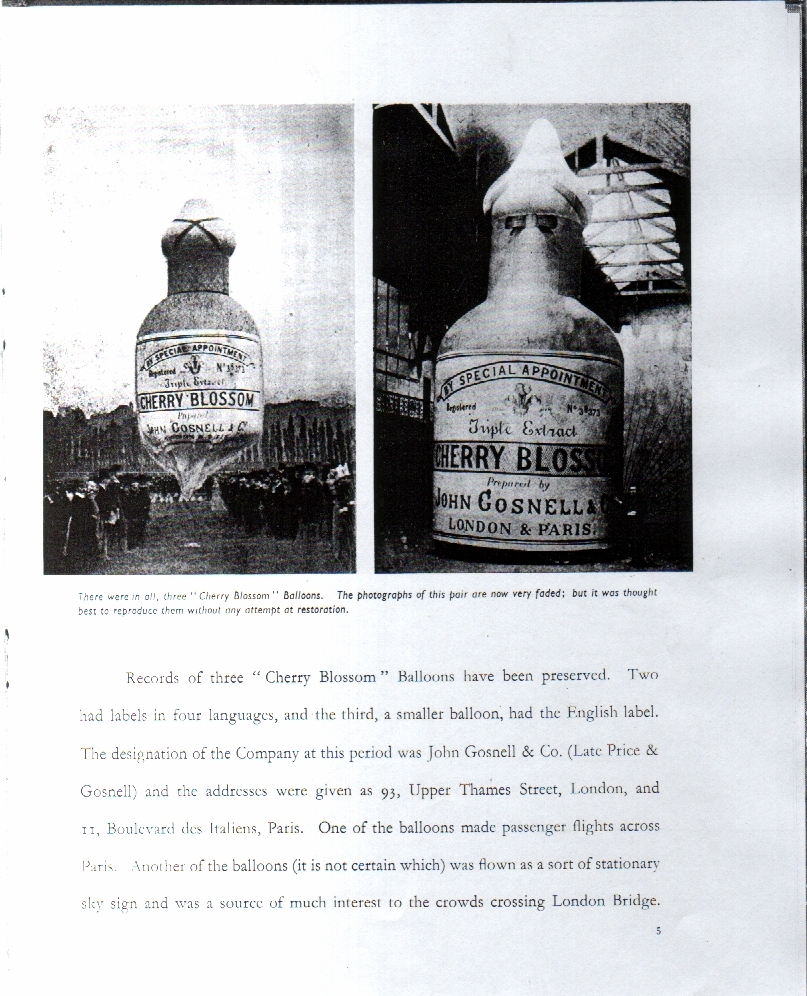 BY SPECIAL APPOINTMENT
Registered Nº 38373
Triple Extract
CHERRY BLOSSOM
Prepared
JOHN GOSNELL & Cº
BY SPECIAL APPOINTMENT
Registered Nº 38373
Triple Extract
CHERRY BLOSS
Prepared by
JOHN GOSNELL & C
LONDON & PARIS.
There were in all, three "Cherry Blossom" Balloons. The photographs of this pair are now very faded; but it was thought
best to reproduce them without any attempt at restoration.
Records of three "Cherry Blossom" Balloons have been preserved. Two
had labels in four languages, and the third, a smaller balloon, had the English label.
The designation of the Company at this period was John Gosnell & Co. (Late Price &
Gosnell) and the addresses were given as 93, Upper Thames Street, London, and
11, Boulevard des Italiens, Paris. One of the balloons made passenger flights across
Paris. Another of the balloons (it is not certain which) was flown as a sort of stationary
sky sign and was a source of much interest to the crowds crossing London Bridge.
5